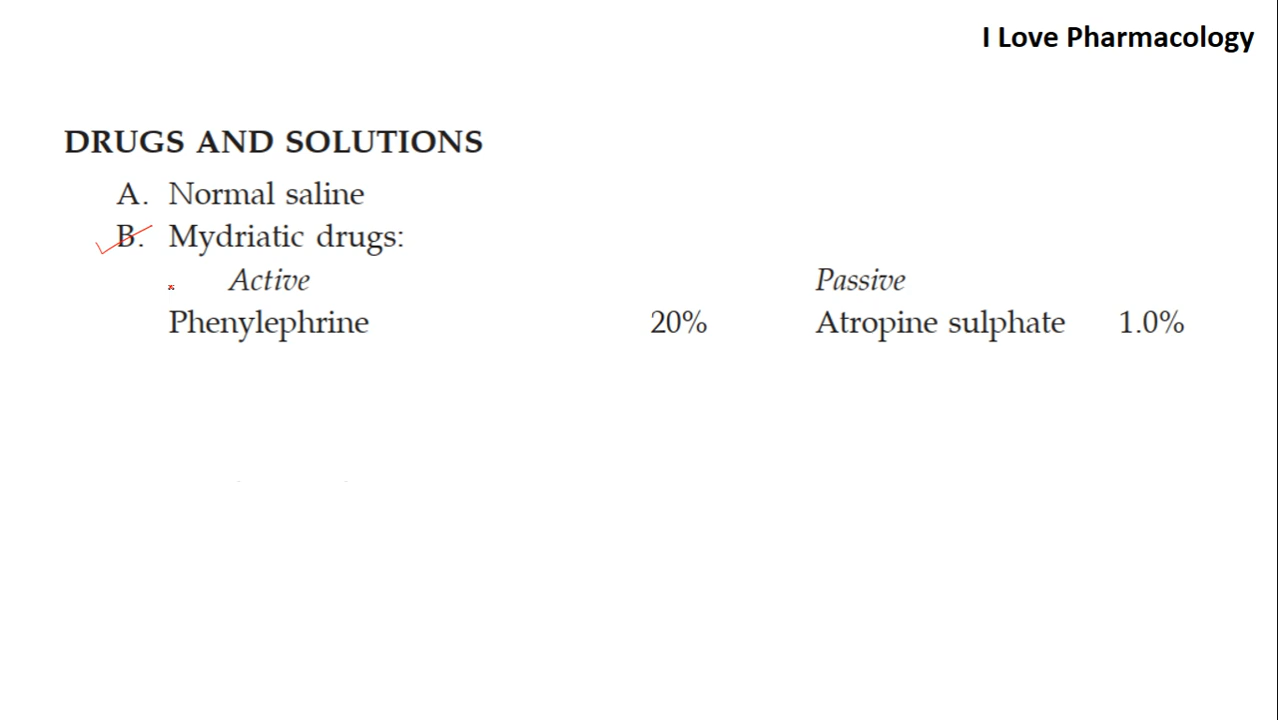 I Love Pharmacology
DRUGS AND SOLUTIONS
A. Normal saline
B. Mydriatic drugs:
Active Passive
Phenylephrine 20% Atropine sulphate 1.0%